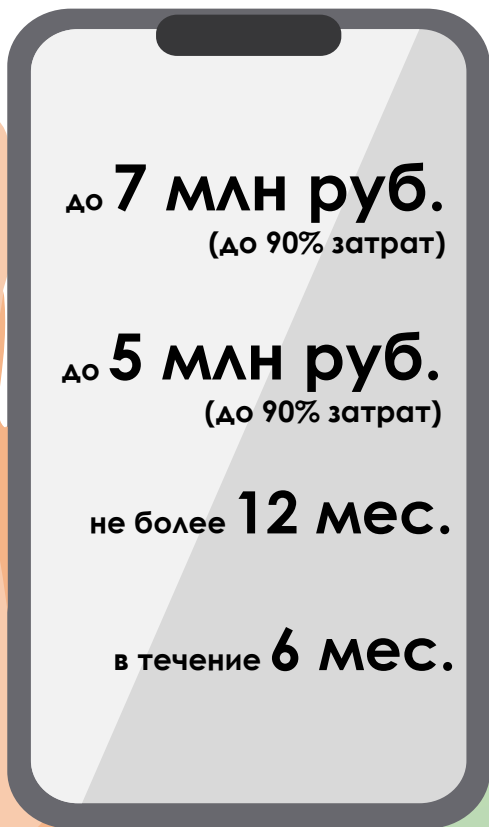 до 7 млн руб.
(до 90% затрат)
до 5 млн руб.
(до 90% затрат)
не более 12 мес.
в течение 6 мес.